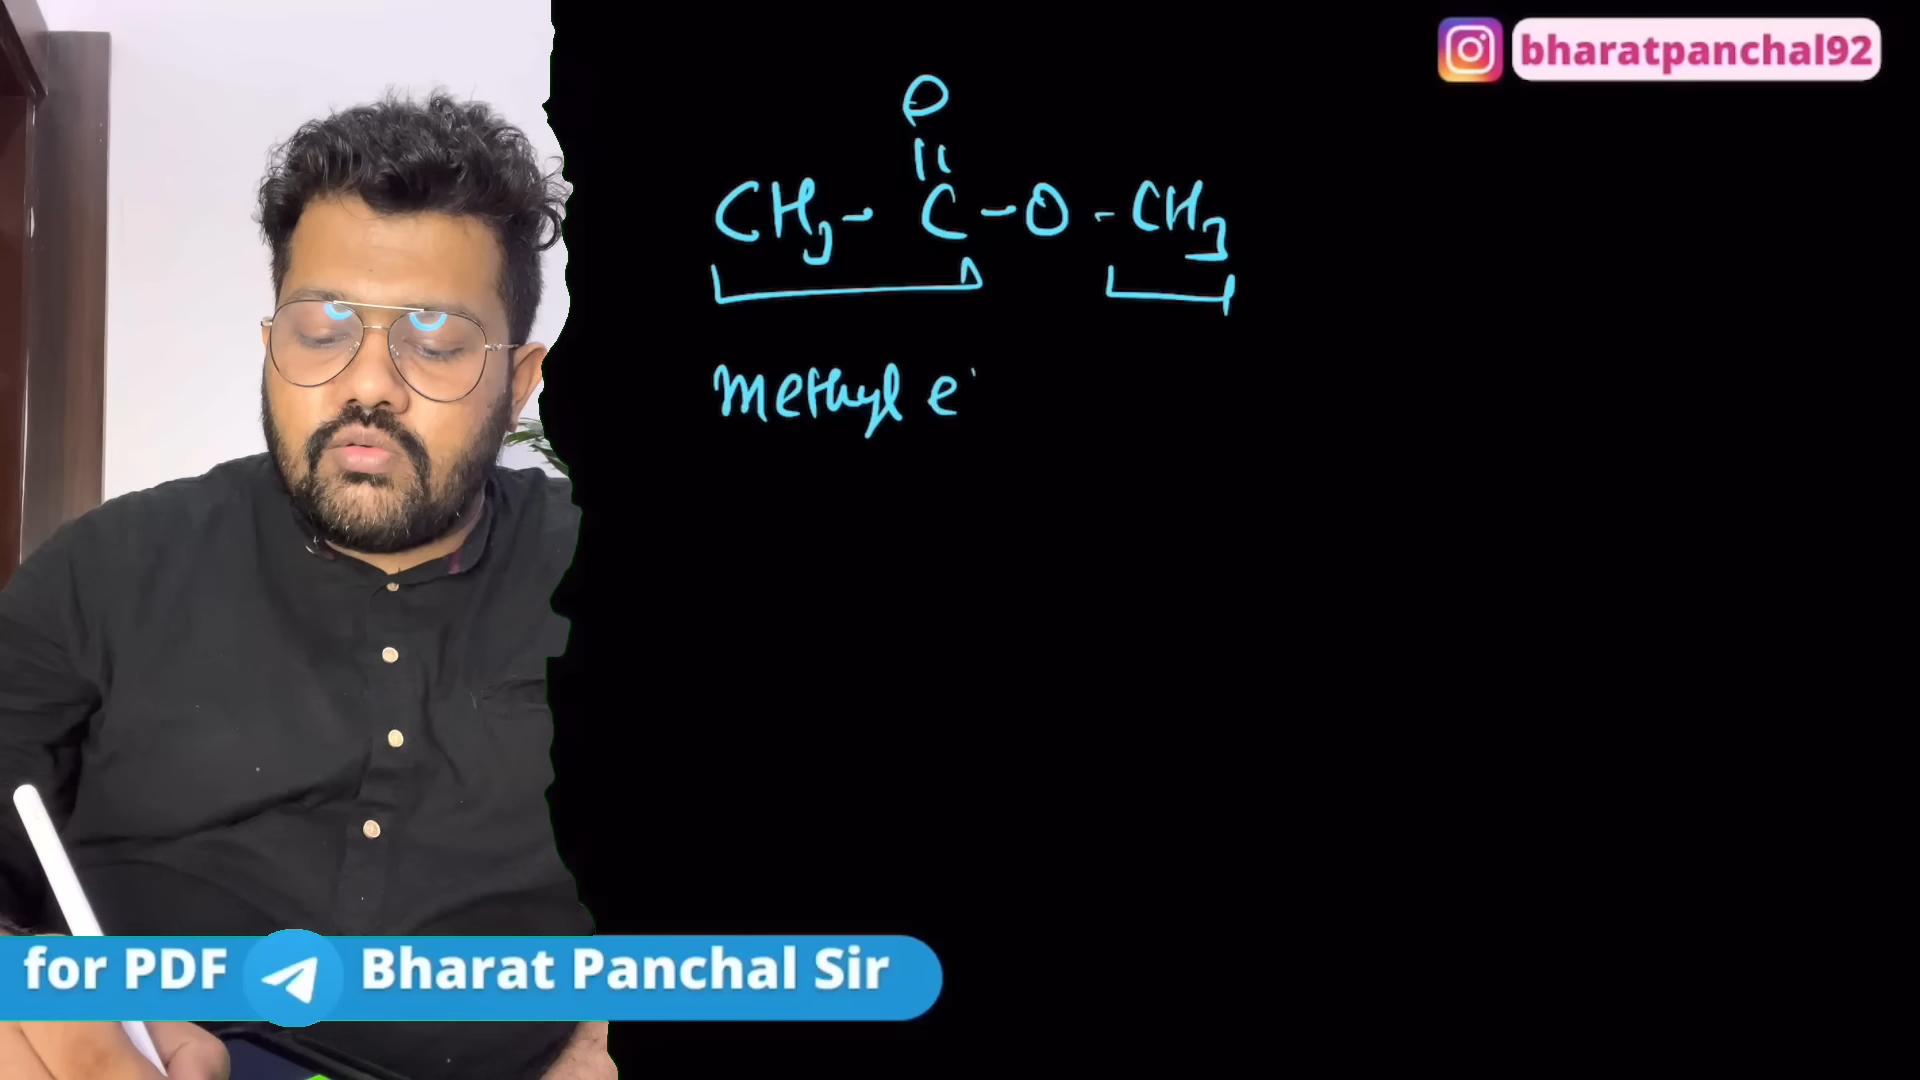 bharatpanchal92
O
||
CH3 - C - O - CH3
methyl e
for PDF Bharat Panchal Sir